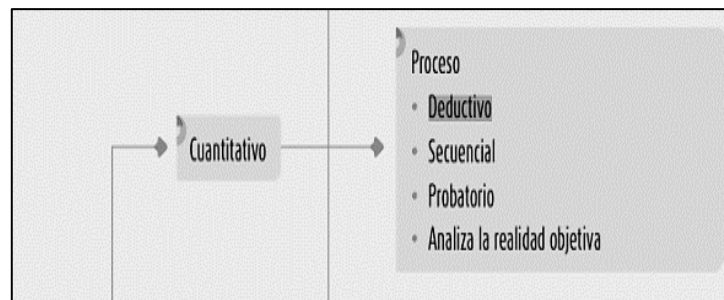 Cuantitativo
Proceso
• Deductivo
• Secuencial
• Probatorio
• Analiza la realidad objetiva